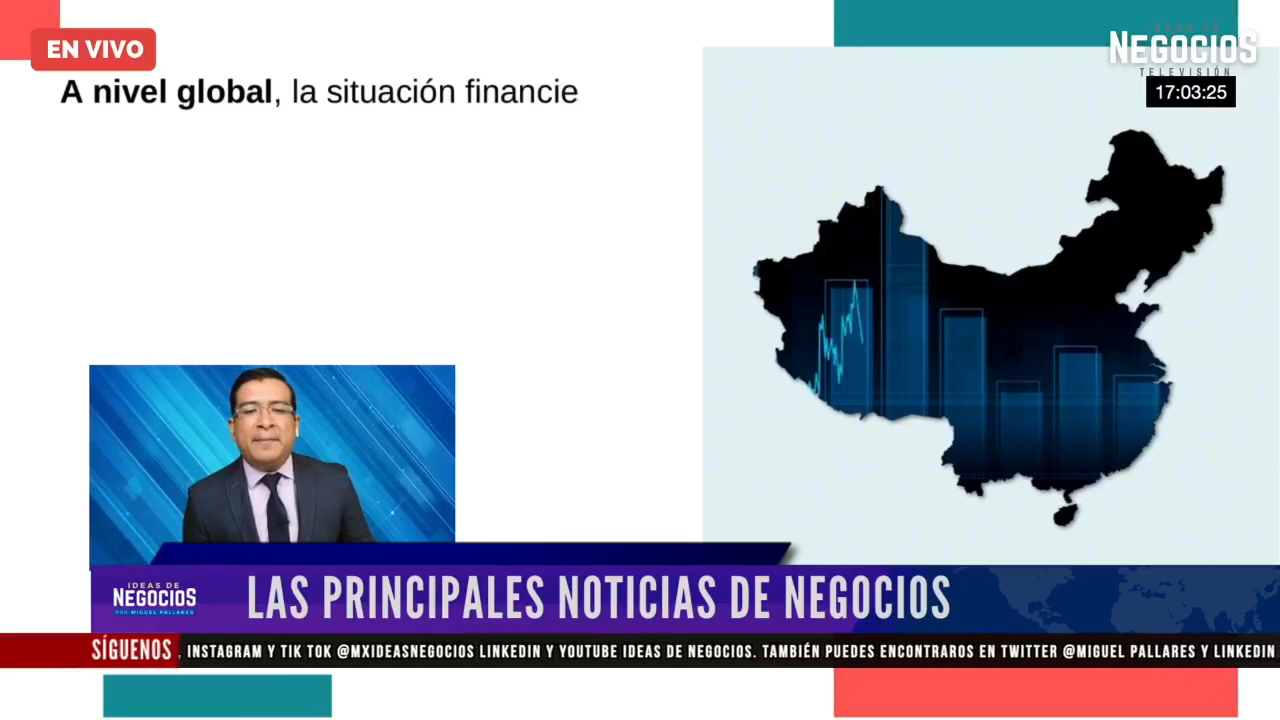 EN VIVO
NEGOCIOS
TELEVISIÓN
17:03:25
A nivel global, la situación financie
IDEAS DE
NEGOCIOS
POR MIGUEL PALLARES
LAS PRINCIPALES NOTICIAS DE NEGOCIOS
SÍGUENOS
. INSTAGRAM Y TIK TOK @MXIDEASNEGOCIOS LINKEDIN Y YOUTUBE IDEAS DE NEGOCIOS. TAMBIÉN PUEDES ENCONTRAROS EN TWITTER @MIGUEL PALLARES Y LINKEDIN